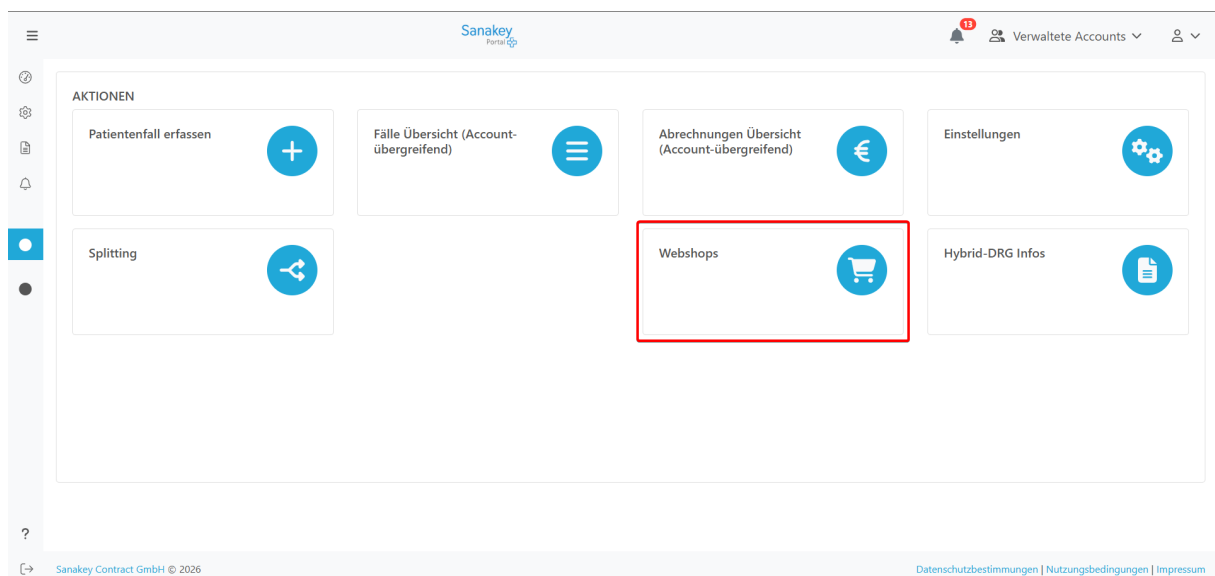 Sanakey
Portal
13
Verwaltete Accounts
AKTIONEN
Patientenfall erfassen
Fälle Übersicht (Account-
übergreifend)
€
Abrechnungen Übersicht
(Account-übergreifend)
Einstellungen
Splitting
Webshops
Hybrid-DRG Infos
?
Sanakey Contract GmbH © 2026
Datenschutzbestimmungen | Nutzungsbedingungen | Impressum